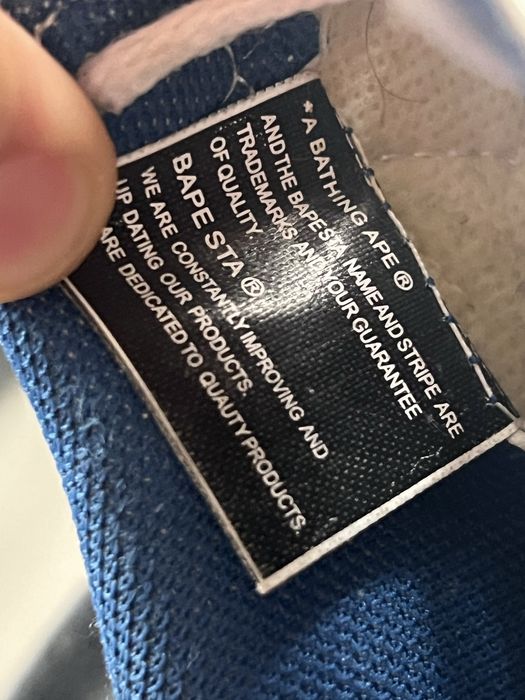 *A BATHING APE®
AND THE BAPESTA NAME AND STRIPE ARE
TRADEMARKS AND YOUR GUARANTEE
OF QUALITY
BAPE STA®
WE ARE CONSTANTLY IMPROVING AND
UP DATING OUR PRODUCTS.
ARE DEDICATED TO QUAUTY PRODUCTS.